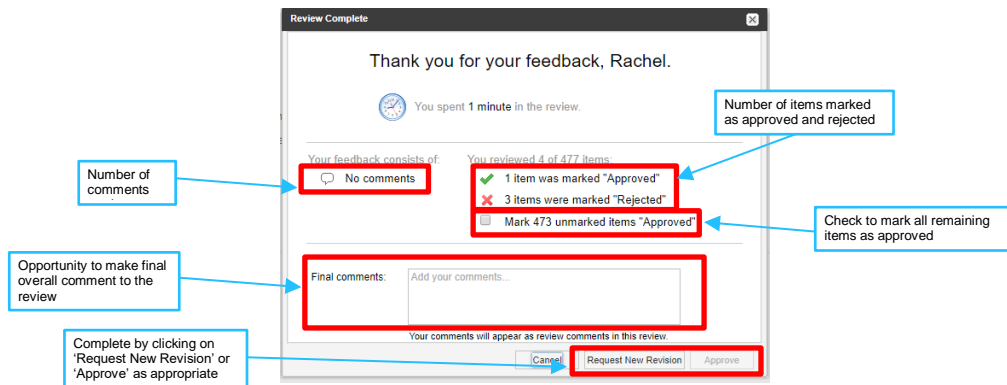 Review Complete
Thank you for your feedback, Rachel.
You spent 1 minute in the review.
Number of items marked
as approved and rejected
Your feedback consists of:
You reviewed 4 of 477 items:
Number of
comments
No comments
1 item was marked "Approved"
3 items were marked "Rejected"
Mark 473 unmarked items "Approved"
Check to mark all remaining
items as approved
Opportunity to make final
overall comment to the
review
Final comments:
Add your comments...
Your comments will appear as review comments in this review.
Complete by clicking on
'Request New Revision' or
'Approve' as appropriate
Cancel
Request New Revision
Approve